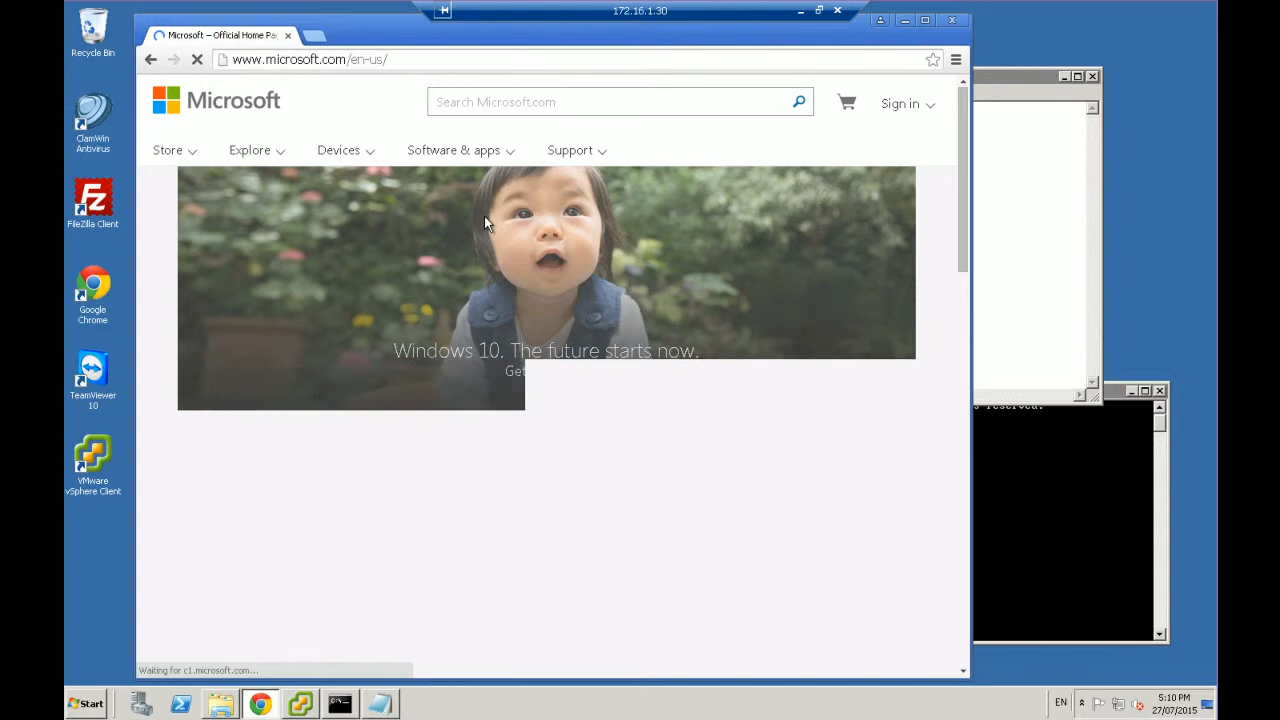 172.16.1.30
Recycle Bin
ClamWin
Antivirus
FileZilla Client
Google
Chrome
TeamViewer
10
VMware
vSphere Client
Microsoft – Official Home Pa
www.microsoft.com/en-us/
Microsoft
Search Microsoft.com
Sign in
Store
Explore
Devices
Software & apps
Support
Windows 10. The future starts now.
Get
s reserved.
Waiting for c1.microsoft.com...
Start
EN
5:10 PM
27/07/2015